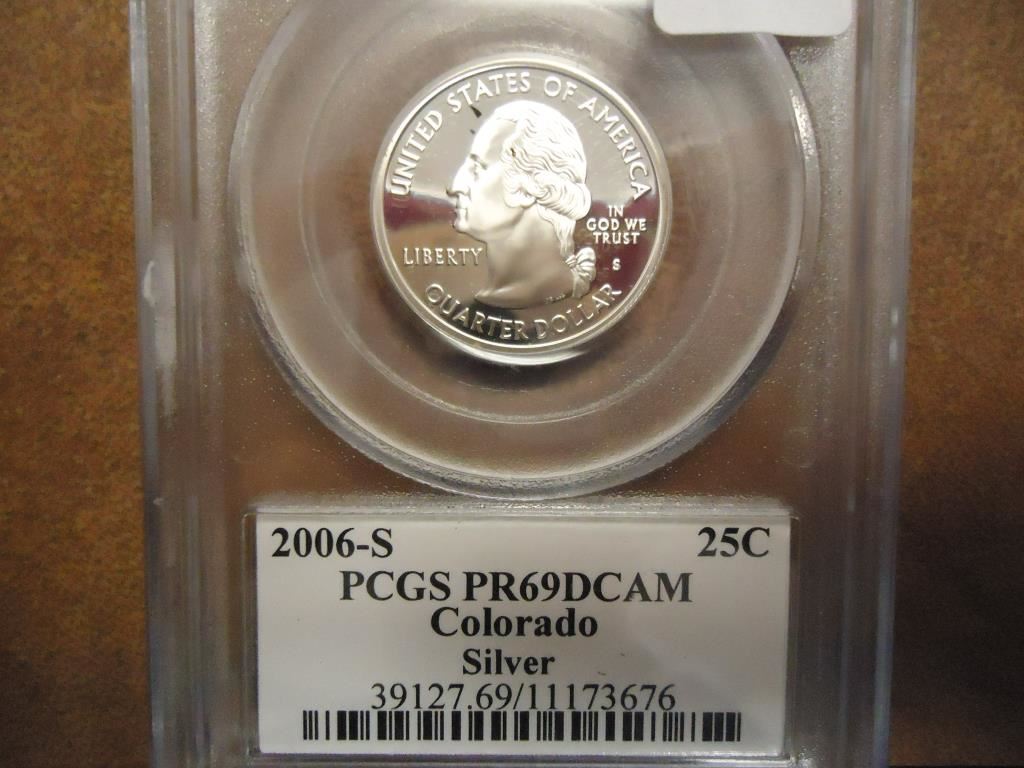 UNITED STATES OF AMERICA
IN
GOD WE
TRUST
LIBERTY
S
QUARTER DOLLAR
2006-S 25C
PCGS PR69DCAM
Colorado
Silver
39127.69/11173676